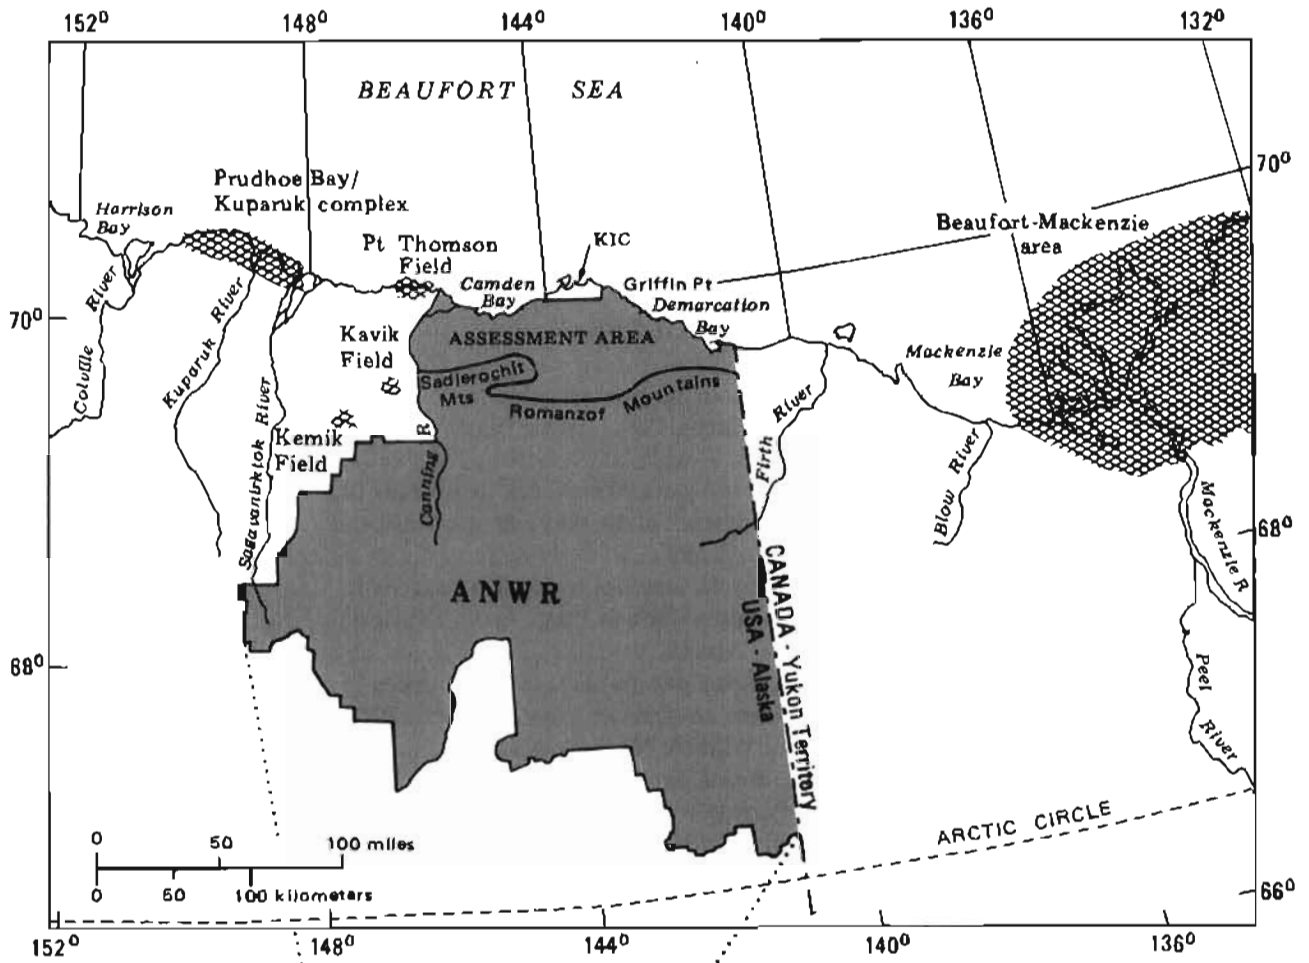 152⁰
148⁰
144⁰
140⁰
136⁰
132⁰
BEAUFORT SEA
70⁰
Prudhoe Bay/
Kuparuk complex
Harrison
Bay
Beaufort-Mackenzie
area
Pt Thomson
Field
KIC
Camden
Bay
Griffin Pt
Demarcation
Bay
70⁰
Colville River
Kuparuk River
Sagavanirktok River
Kavik
Field
ASSESSMENT AREA
Mackenzie
Bay
Sadlerochit
Mts
Romanzof Mountains
Kemik
Field
Canning R
Firth River
Blow River
Mackenzie R
68⁰
ANWR
CANADA - Yukon Territory
USA - Alaska
68⁰
Peel River
ARCTIC CIRCLE
0 50 100 miles
0 50 100 kilometers
66⁰
152⁰
148⁰
144⁰
140⁰
136⁰